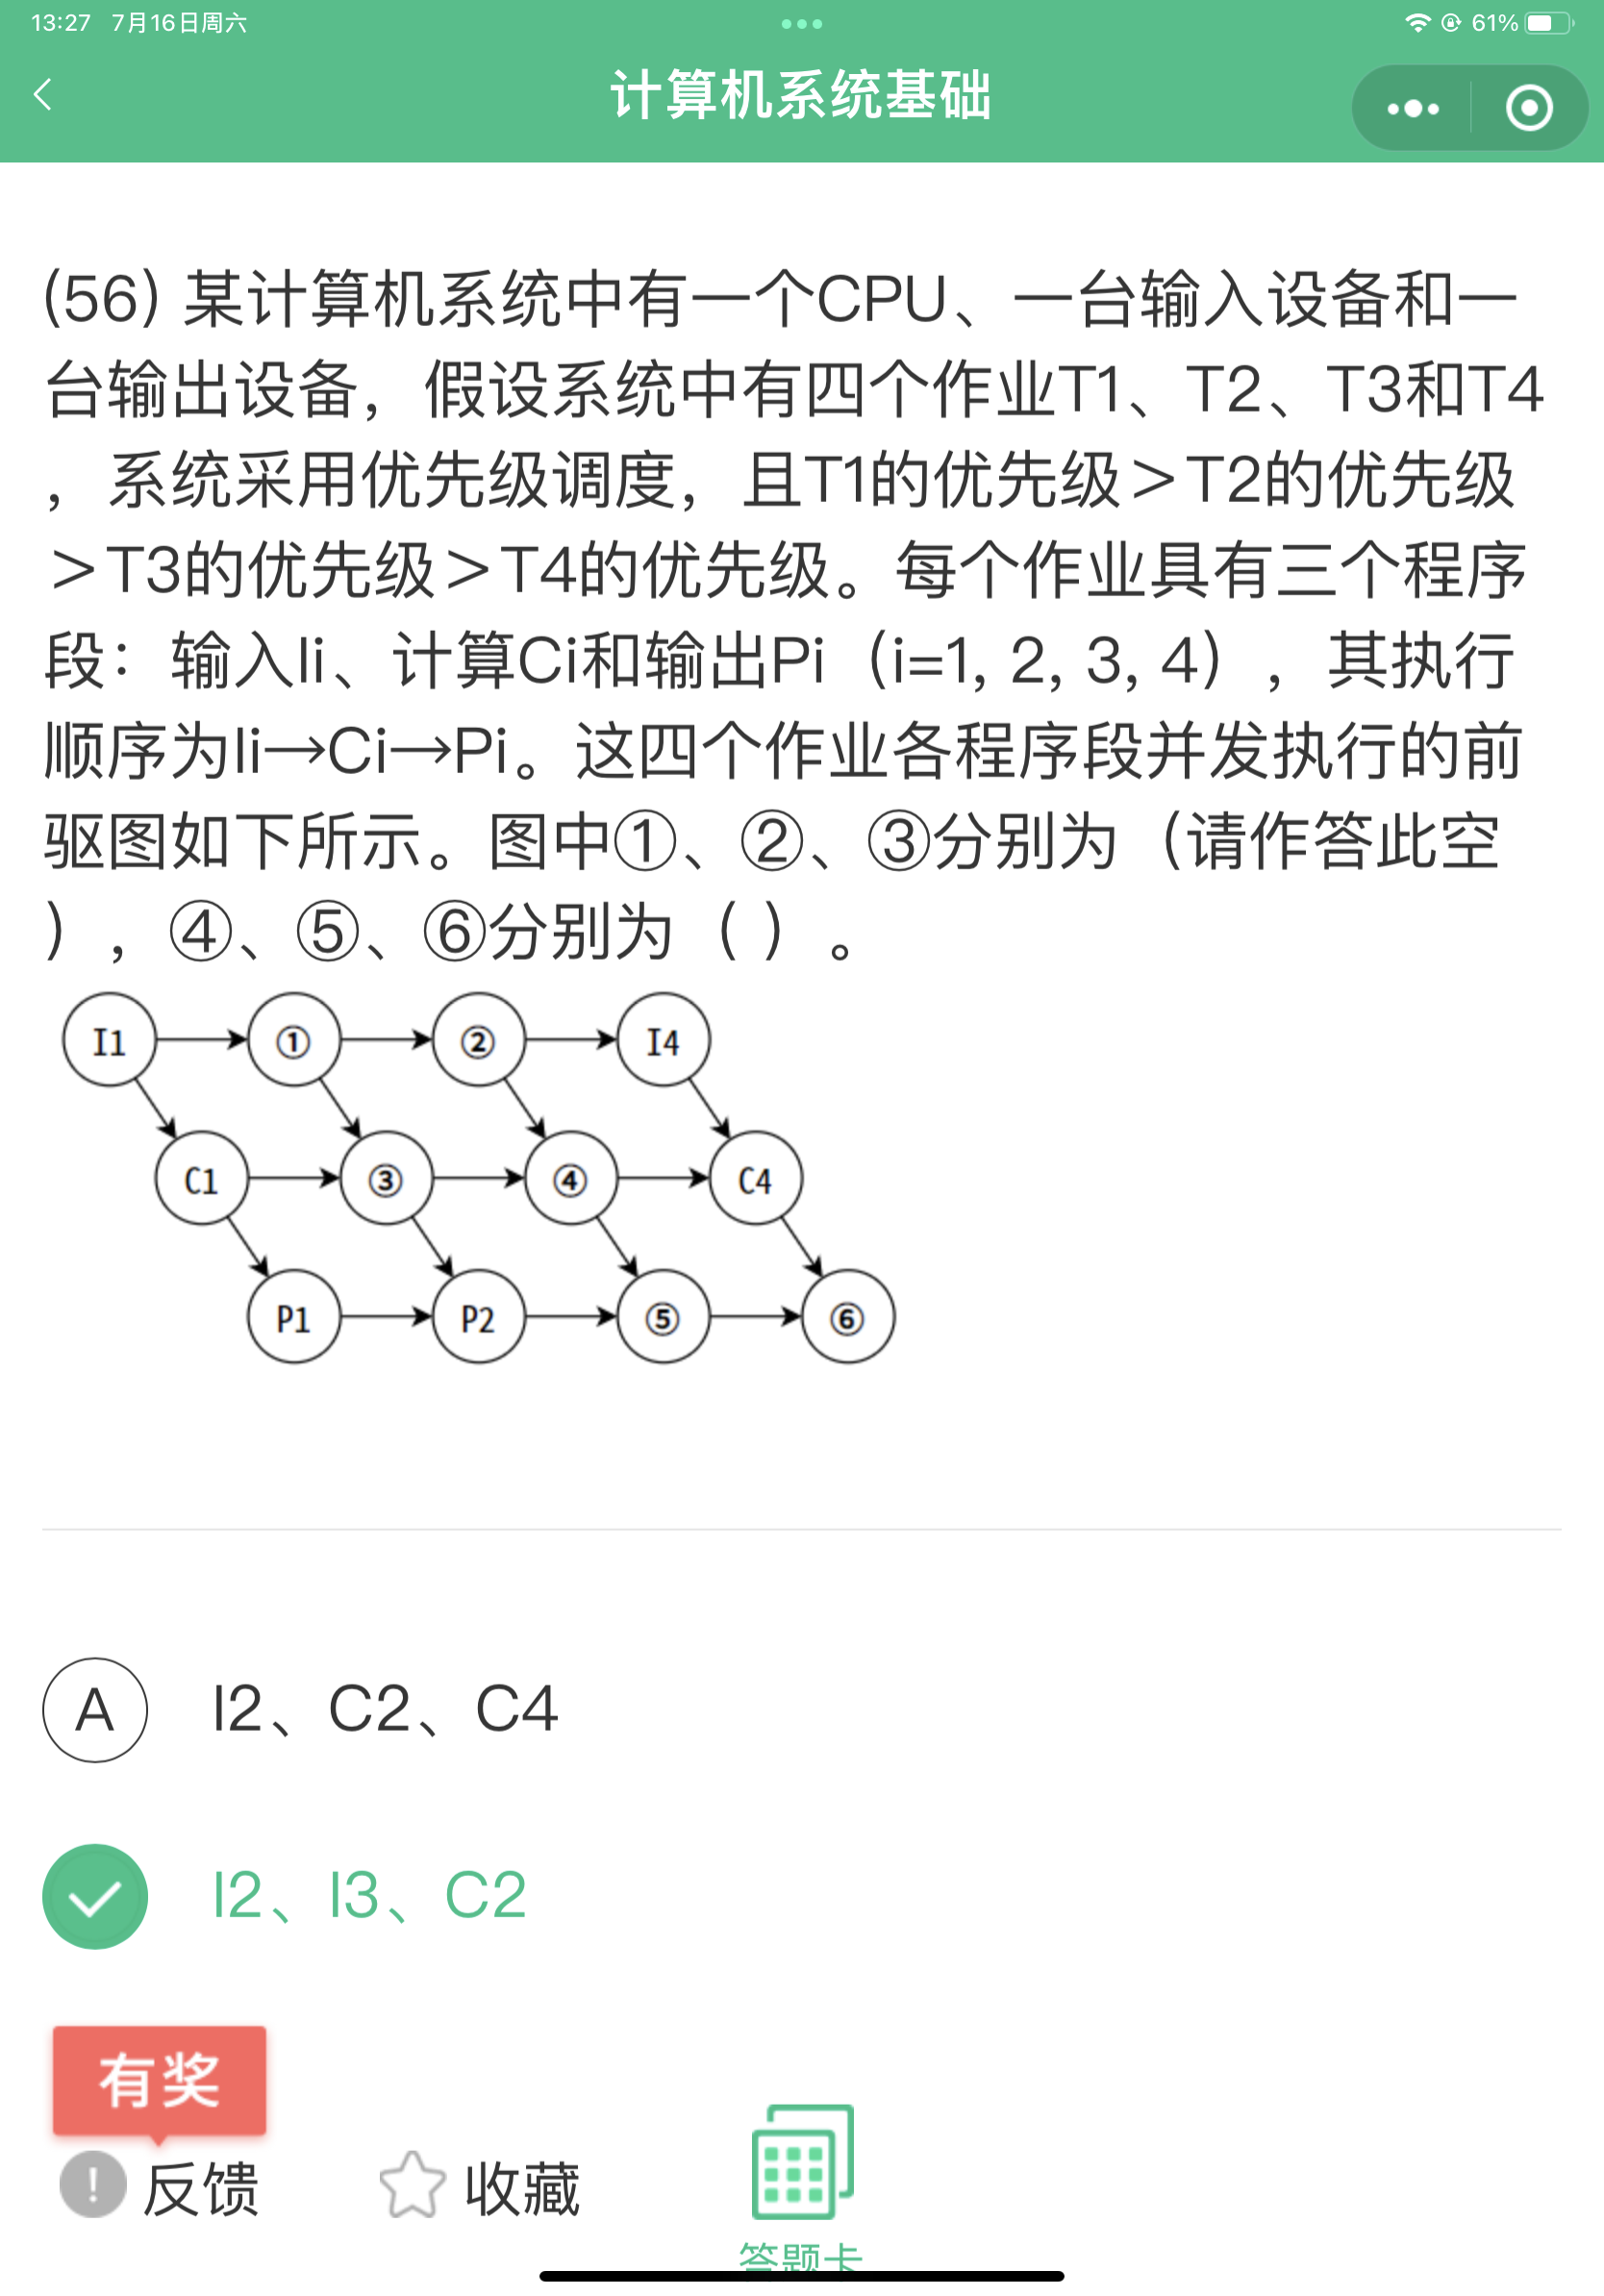 13:27 7月16日周六
61%
计算机系统基础
(56) 某计算机系统中有一个CPU、一台输入设备和一
台输出设备，假设系统中有四个作业T1、T2、T3和T4
，系统采用优先级调度，且T1的优先级＞T2的优先级
＞T3的优先级＞T4的优先级。每个作业具有三个程序
段：输入Ii、计算Ci和输出Pi（i=1, 2, 3, 4），其执行
顺序为Ii→Ci→Pi。这四个作业各程序段并发执行的前
驱图如下所示。图中①、②、③分别为（请作答此空
），④、⑤、⑥分别为（ ）。
I1 ① ② I4
C1 ③ ④ C4
P1 P2 ⑤ ⑥
A I2、C2、C4
I2、I3、C2
有奖
反馈 收藏
答题卡